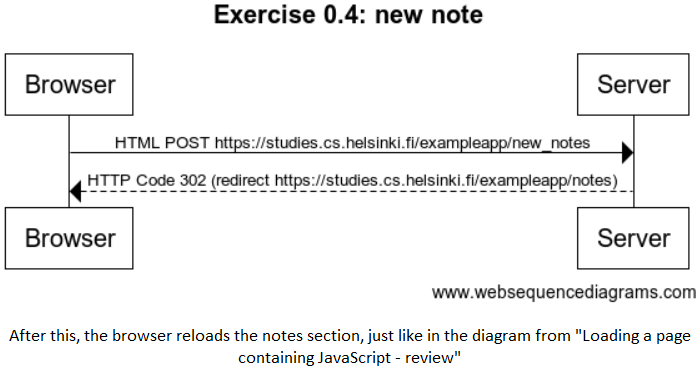 Exercise 0.4: new note
Browser
Server
HTML POST https://studies.cs.helsinki.fi/exampleapp/new_notes
HTTP Code 302 (redirect https://studies.cs.helsinki.fi/exampleapp/notes)
Browser
Server
www.websequencediagrams.com
After this, the browser reloads the notes section, just like in the diagram from "Loading a page
containing JavaScript - review"